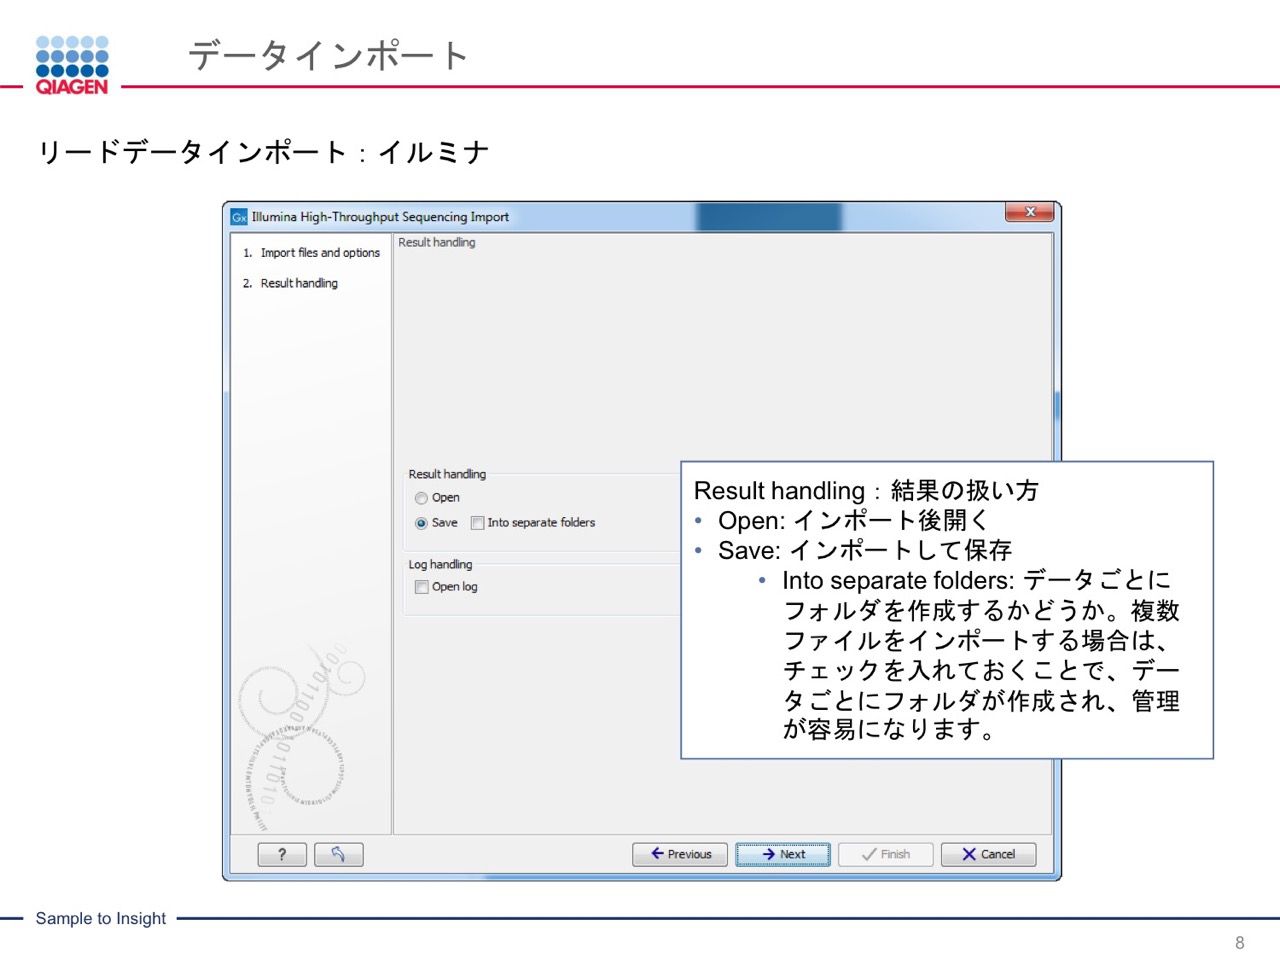 QIAGEN
データインポート
リードデータインポート：イルミナ
Gx Illumina High-Throughput Sequencing Import
1. Import files and options
2. Result handling
Result handling
Result handling
Open
Save Into separate folders
Log handling
Open log
Result handling：結果の扱い方
• Open: インポート後開く
• Save: インポートして保存
• Into separate folders: データごとに
フォルダを作成するかどうか。複数
ファイルをインポートする場合は、
チェックを入れておくことで、デー
タごとにフォルダが作成され、管理
が容易になります。
? Previous Next Finish Cancel
Sample to Insight
8